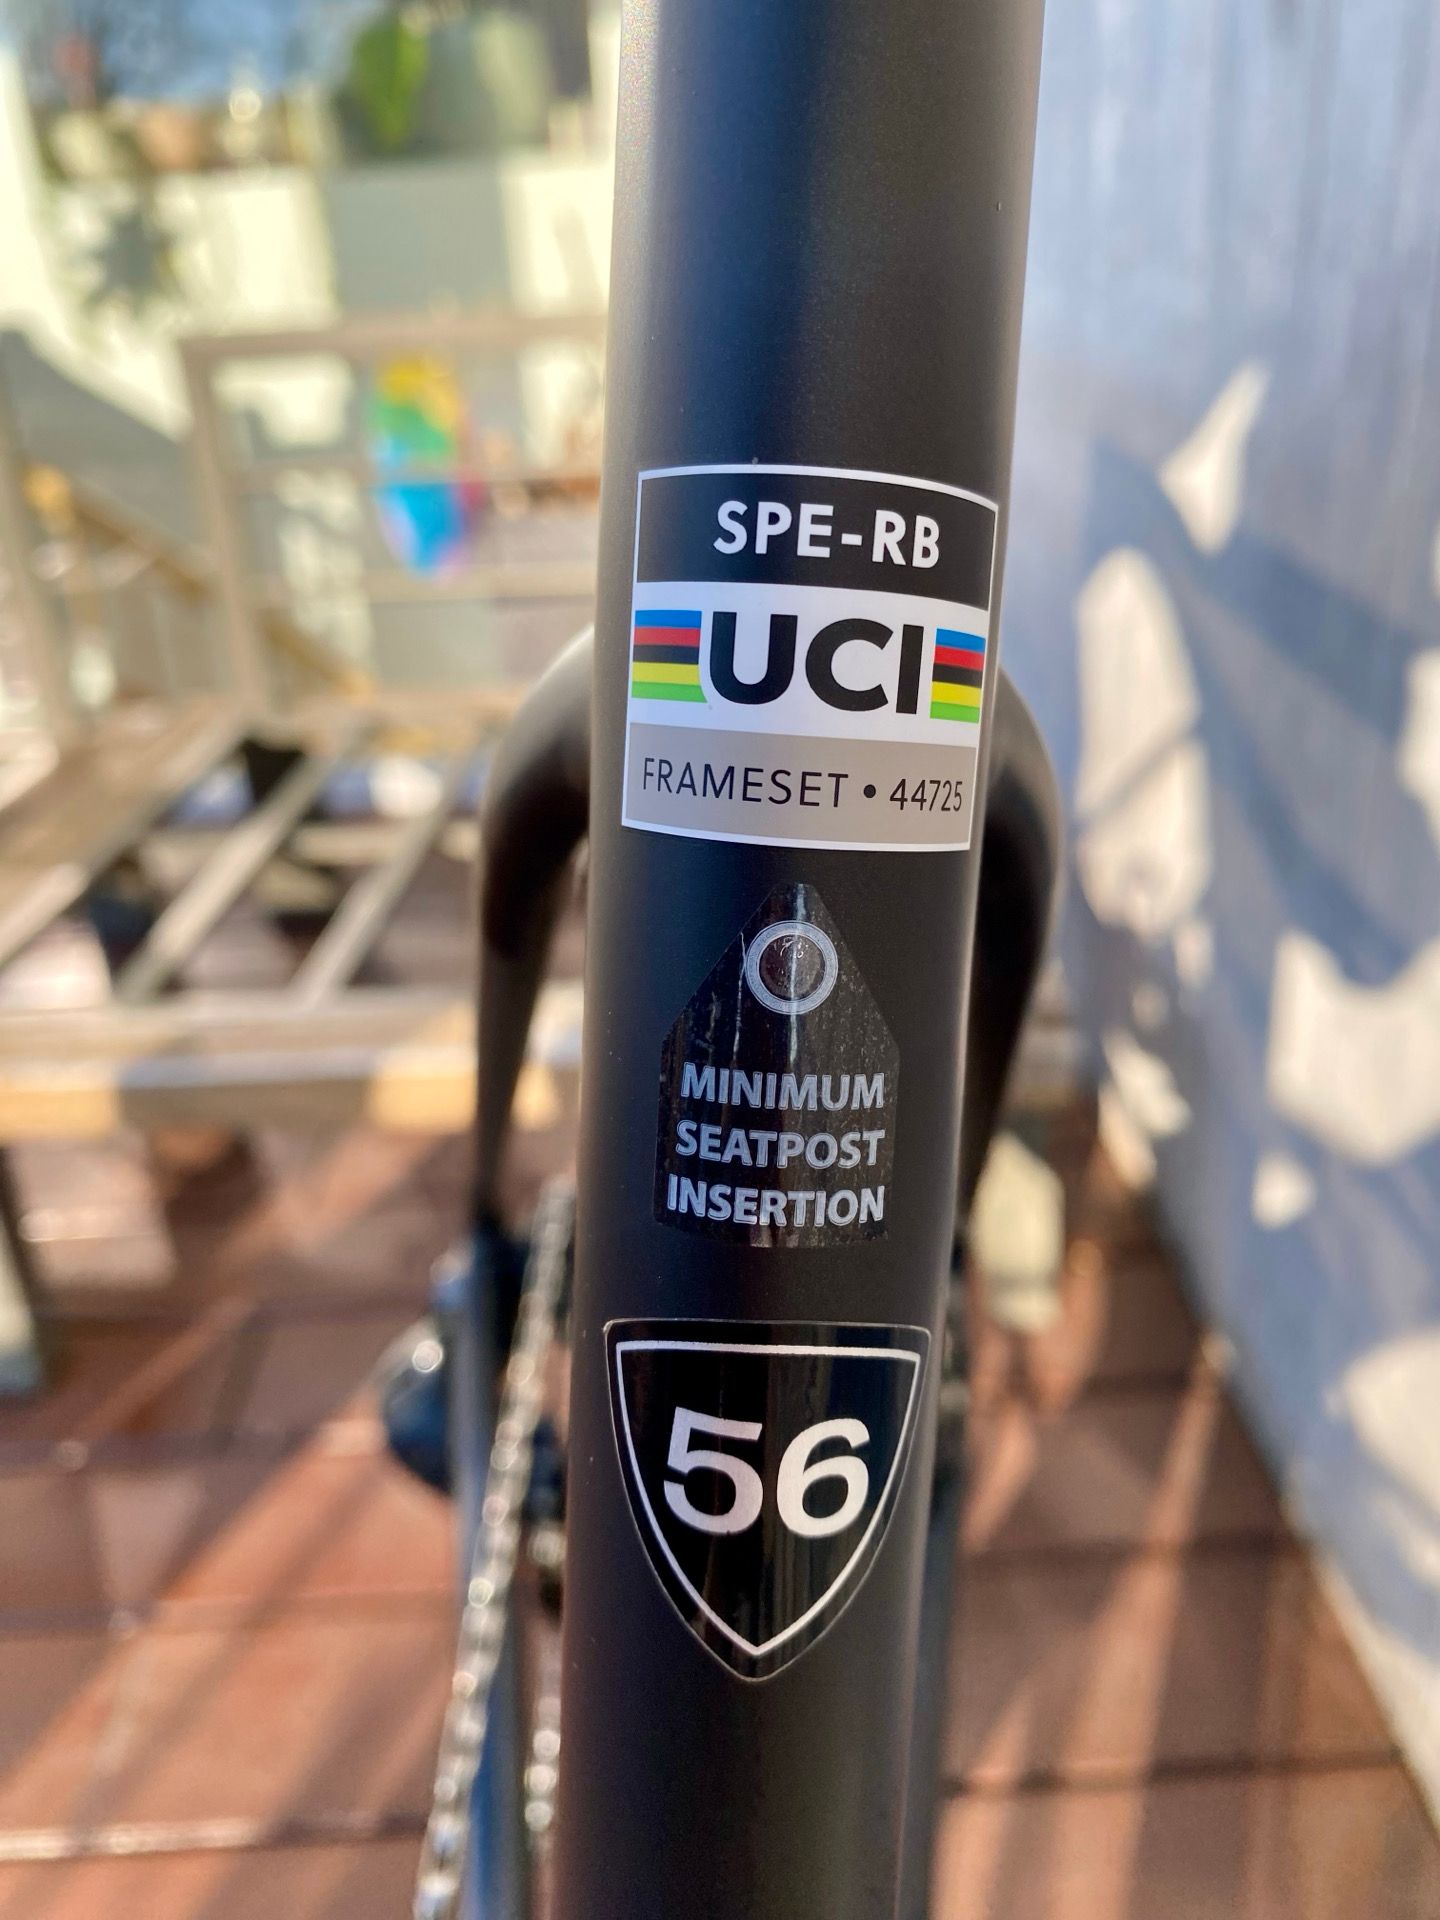 SPE-RB
UCI
FRAMESET • 44725
MINIMUM
SEATPOST
INSERTION
56